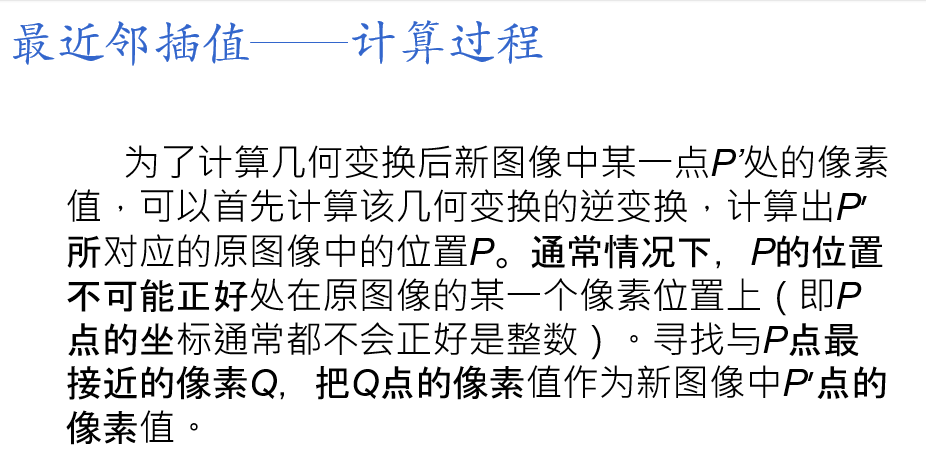 最近邻插值——计算过程
为了计算几何变换后新图像中某一点P’处的像素
值，可以首先计算该几何变换的逆变换，计算出P′
所对应的原图像中的位置P。通常情况下，P的位置
不可能正好处在原图像的某一个像素位置上（即P
点的坐标通常都不会正好是整数）。寻找与P点最
接近的像素Q，把Q点的像素值作为新图像中P′点的
像素值。